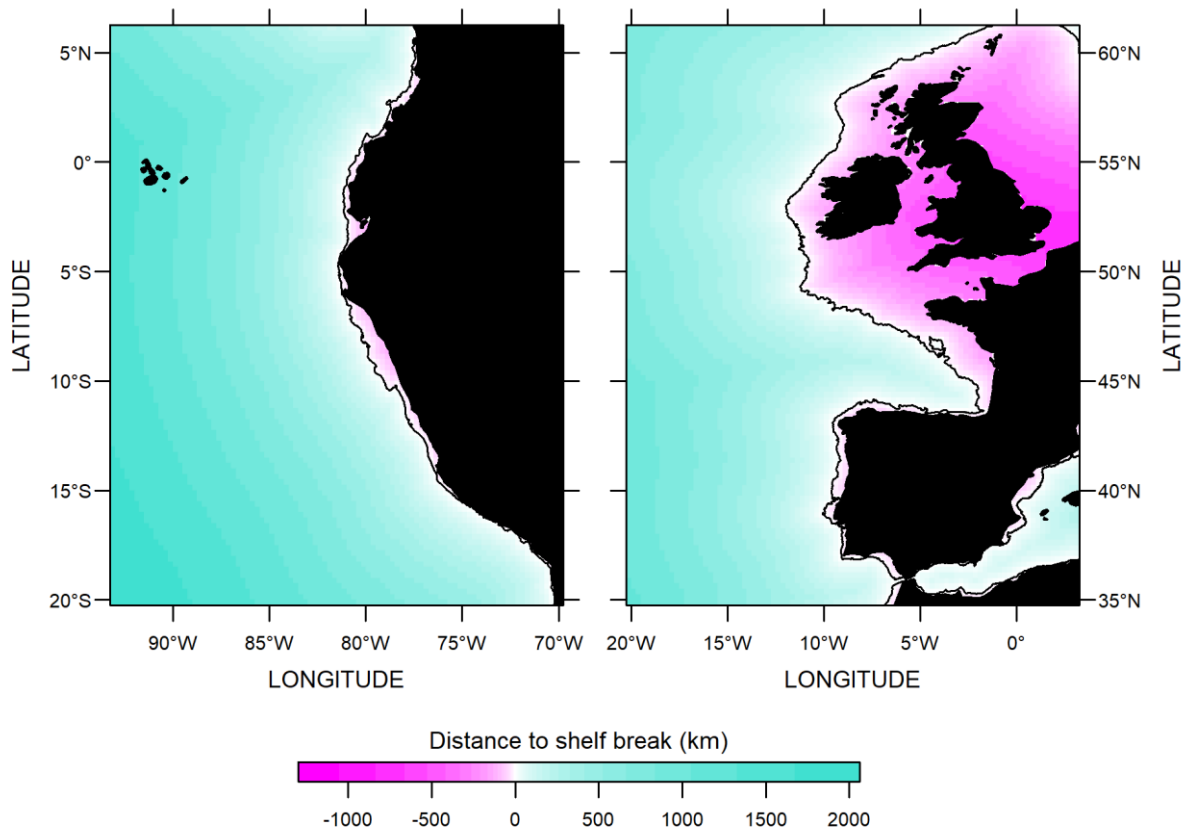 5°N
0°
5°S
10°S
15°S
20°S
LATITUDE
90°W 85°W 80°W 75°W 70°W
LONGITUDE
60°N
55°N
50°N
45°N
40°N
35°N
LATITUDE
20°W 15°W 10°W 5°W 0°
LONGITUDE
Distance to shelf break (km)
-1000 -500 0 500 1000 1500 2000